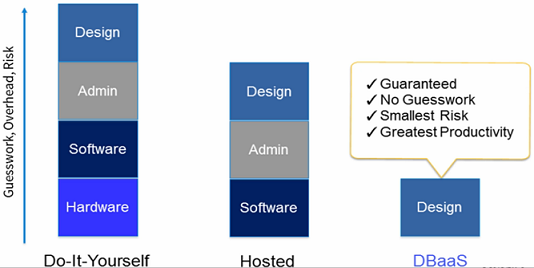 Guesswork, Overhead, Risk
Design
Admin
Software
Hardware
Do-It-Yourself
Design
Admin
Software
Hosted
✓ Guaranteed
✓ No Guesswork
✓ Smallest Risk
✓ Greatest Productivity
Design
DBaaS